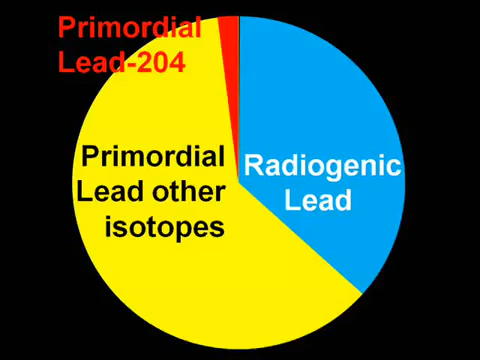 Primordial
Lead-204
Primordial
Lead other
isotopes
Radiogenic
Lead